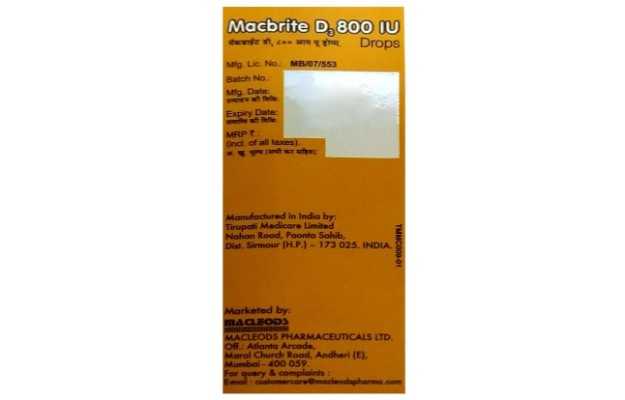 Macbrite D3 800 IU
Drops
Mfg. Lic. No.: MB/07/553
Batch No.:
Mfg. Date:
Expiry Date:
MRP ₹ :
(incl. of all taxes).
Manufactured in India by:
Tirupati Medicare Limited
Nahan Road, Paonta Sahib,
Dist. Sirmour (H.P.) – 173 025. INDIA.
Marketed by:
MACLEODS
MACLEODS PHARMACEUTICALS LTD.
Off.: Atlanta Arcade,
Marol Church Road, Andheri (E),
Mumbai - 400 059.
For query & complaints :
Email : customercare@macleodspharma.com